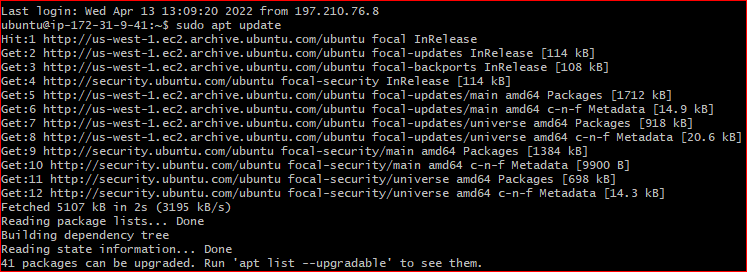 Last login: Wed Apr 13 13:09:20 2022 from 197.210.76.8
ubuntu@ip-172-31-9-41:~$ sudo apt update
Hit:1 http://us-west-1.ec2.archive.ubuntu.com/ubuntu focal InRelease
Get:2 http://us-west-1.ec2.archive.ubuntu.com/ubuntu focal-updates InRelease [114 kB]
Get:3 http://us-west-1.ec2.archive.ubuntu.com/ubuntu focal-backports InRelease [108 kB]
Get:4 http://security.ubuntu.com/ubuntu focal-security InRelease [114 kB]
Get:5 http://us-west-1.ec2.archive.ubuntu.com/ubuntu focal-updates/main amd64 Packages [1712 kB]
Get:6 http://us-west-1.ec2.archive.ubuntu.com/ubuntu focal-updates/main amd64 c-n-f Metadata [14.9 kB]
Get:7 http://us-west-1.ec2.archive.ubuntu.com/ubuntu focal-updates/universe amd64 Packages [918 kB]
Get:8 http://us-west-1.ec2.archive.ubuntu.com/ubuntu focal-updates/universe amd64 c-n-f Metadata [20.6 kB]
Get:9 http://security.ubuntu.com/ubuntu focal-security/main amd64 Packages [1384 kB]
Get:10 http://security.ubuntu.com/ubuntu focal-security/main amd64 c-n-f Metadata [9900 B]
Get:11 http://security.ubuntu.com/ubuntu focal-security/universe amd64 Packages [698 kB]
Get:12 http://security.ubuntu.com/ubuntu focal-security/universe amd64 c-n-f Metadata [14.3 kB]
Fetched 5107 kB in 2s (3195 kB/s)
Reading package lists... Done
Building dependency tree
Reading state information... Done
41 packages can be upgraded. Run 'apt list --upgradable' to see them.